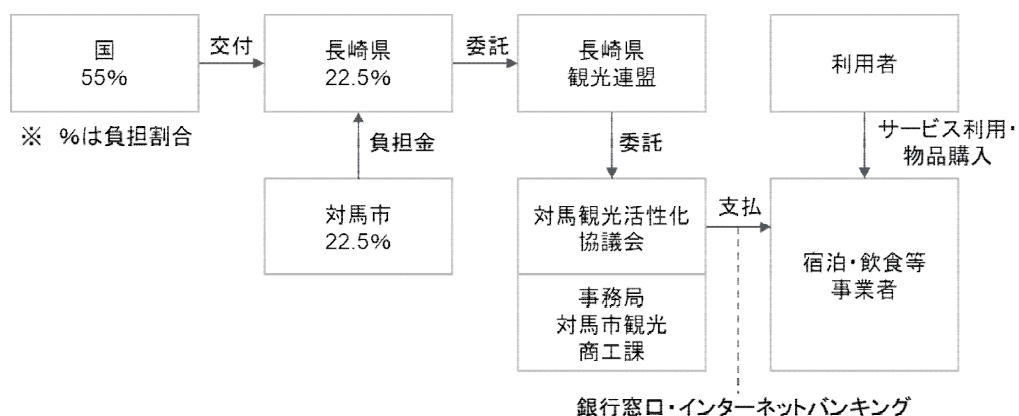 国
55%
交付
長崎県
22.5%
委託
長崎県
観光連盟
利用者
※ %は負担割合
負担金
委託
サービス利用・
物品購入
対馬市
22.5%
対馬観光活性化
協議会
支払
宿泊・飲食等
事業者
事務局
対馬市観光
商工課
銀行窓口・インターネットバンキング